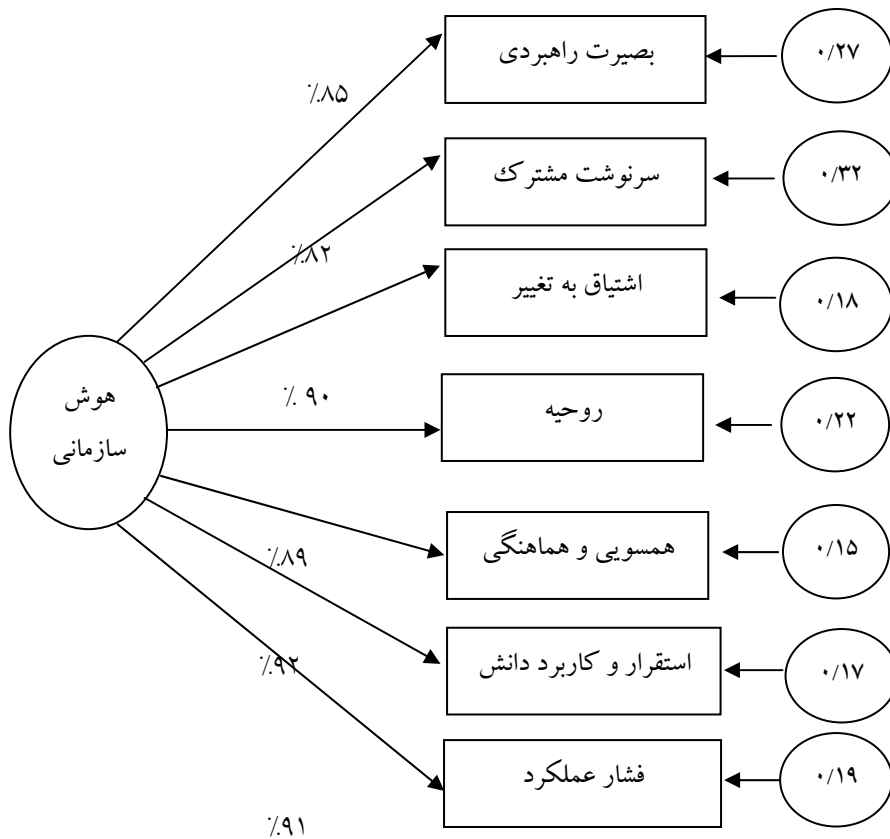 بصیرت راهبردی
۰/۲۷
٪۸۵
سرنوشت مشترک
۰/۳۲
٪۸۲
اشتیاق به تغییر
۰/۱۸
هوش
سازمانی
٪ ۹۰
روحیه
۰/۲۲
همسویی و هماهنگی
۰/۱۵
٪۸۹
استقرار و کاربرد دانش
۰/۱۷
٪۹۲
فشار عملکرد
۰/۱۹
٪۹۱